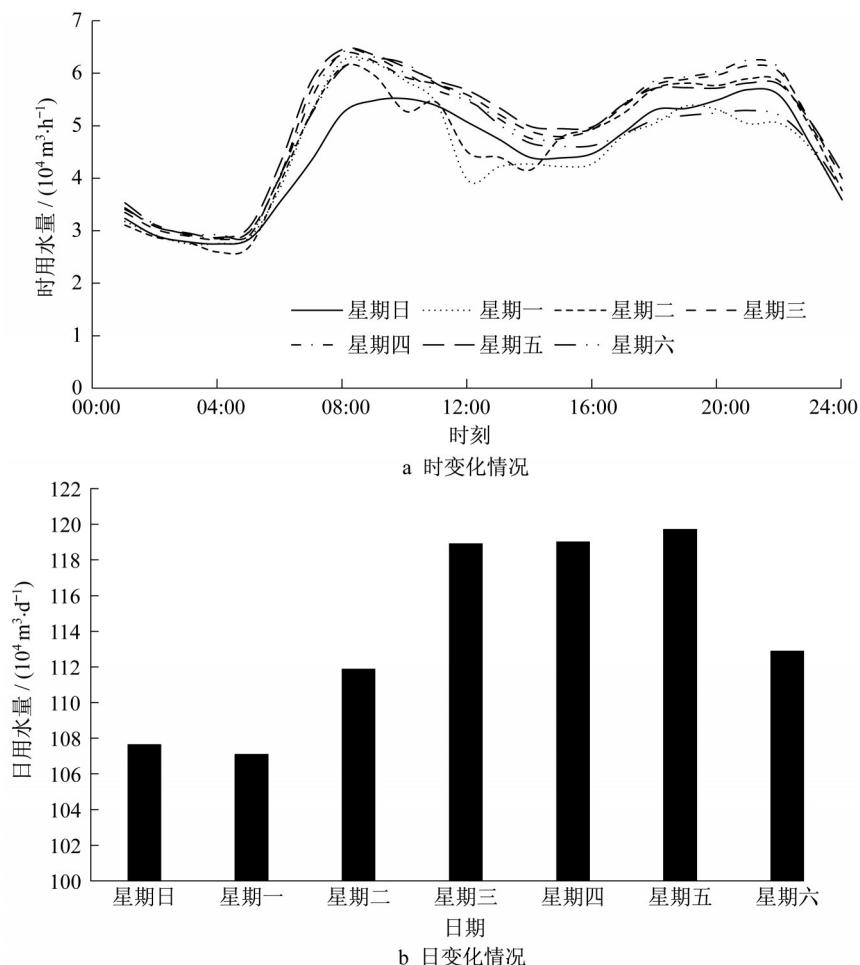 7
6
5
4
3
2
1
0
时用水量 / (10⁴ m³·h⁻¹)
星期日 星期一 星期二 星期三
星期四 星期五 星期六
00:00 04:00 08:00 12:00 16:00 20:00 24:00
时刻
a 时变化情况
122
120
118
116
114
112
110
108
106
104
102
100
日用水量 / (10⁴ m³·d⁻¹)
星期日 星期一 星期二 星期三 星期四 星期五 星期六
日期
b 日变化情况